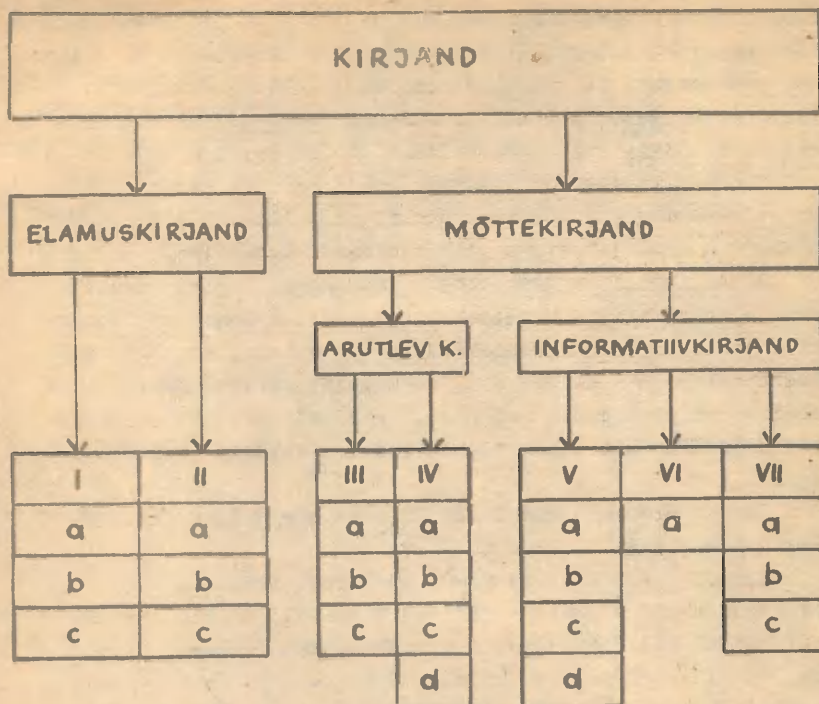 KIRJAND
ELAMUSKIRJAND
MÕTTEKIRJAND
ARUTLEV K.
INFORMATIIVKIRJAND
I II III IV V VI VII
a a a a a a a
b b b b b b
c c c c c c
d d